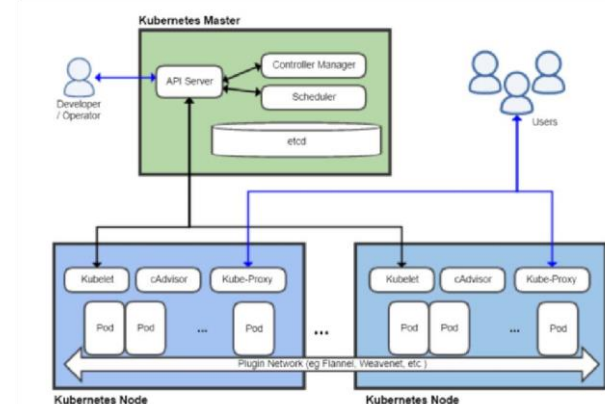 Kubernetes Master
Controller Manager
API Server
Scheduler
etcd
Developer
/ Operator
Users
Kubelet
cAdvisor
Kube-Proxy
Pod
Pod
...
Pod
Kubelet
cAdvisor
Kube-Proxy
Pod
Pod
...
Pod
...
Plugin Network (eg Flannel, Weavenet, etc )
Kubernetes Node
Kubernetes Node